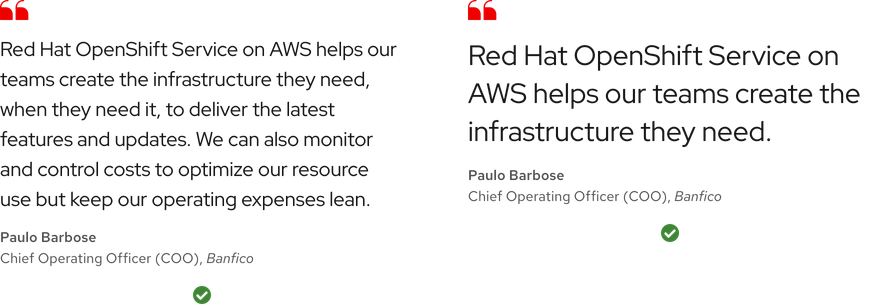 Red Hat OpenShift Service on AWS helps our
teams create the infrastructure they need,
when they need it, to deliver the latest
features and updates. We can also monitor
and control costs to optimize our resource
use but keep our operating expenses lean.
Paulo Barbose
Chief Operating Officer (COO), Banfico
Red Hat OpenShift Service on
AWS helps our teams create the
infrastructure they need.
Paulo Barbose
Chief Operating Officer (COO), Banfico